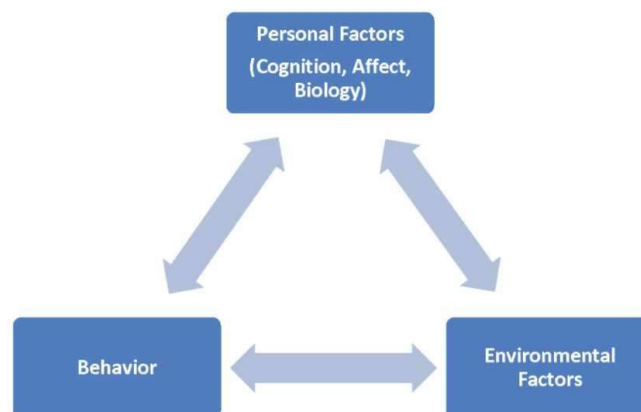 Personal Factors
(Cognition, Affect,
Biology)
Behavior
Environmental
Factors